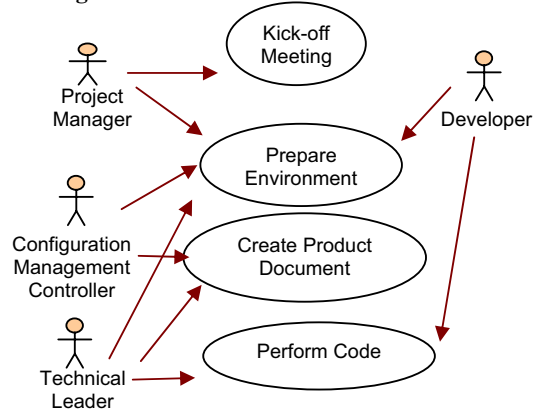 Kick-off
Meeting
Project
Manager
Developer
Prepare
Environment
Configuration
Management
Controller
Create Product
Document
Perform Code
Technical
Leader